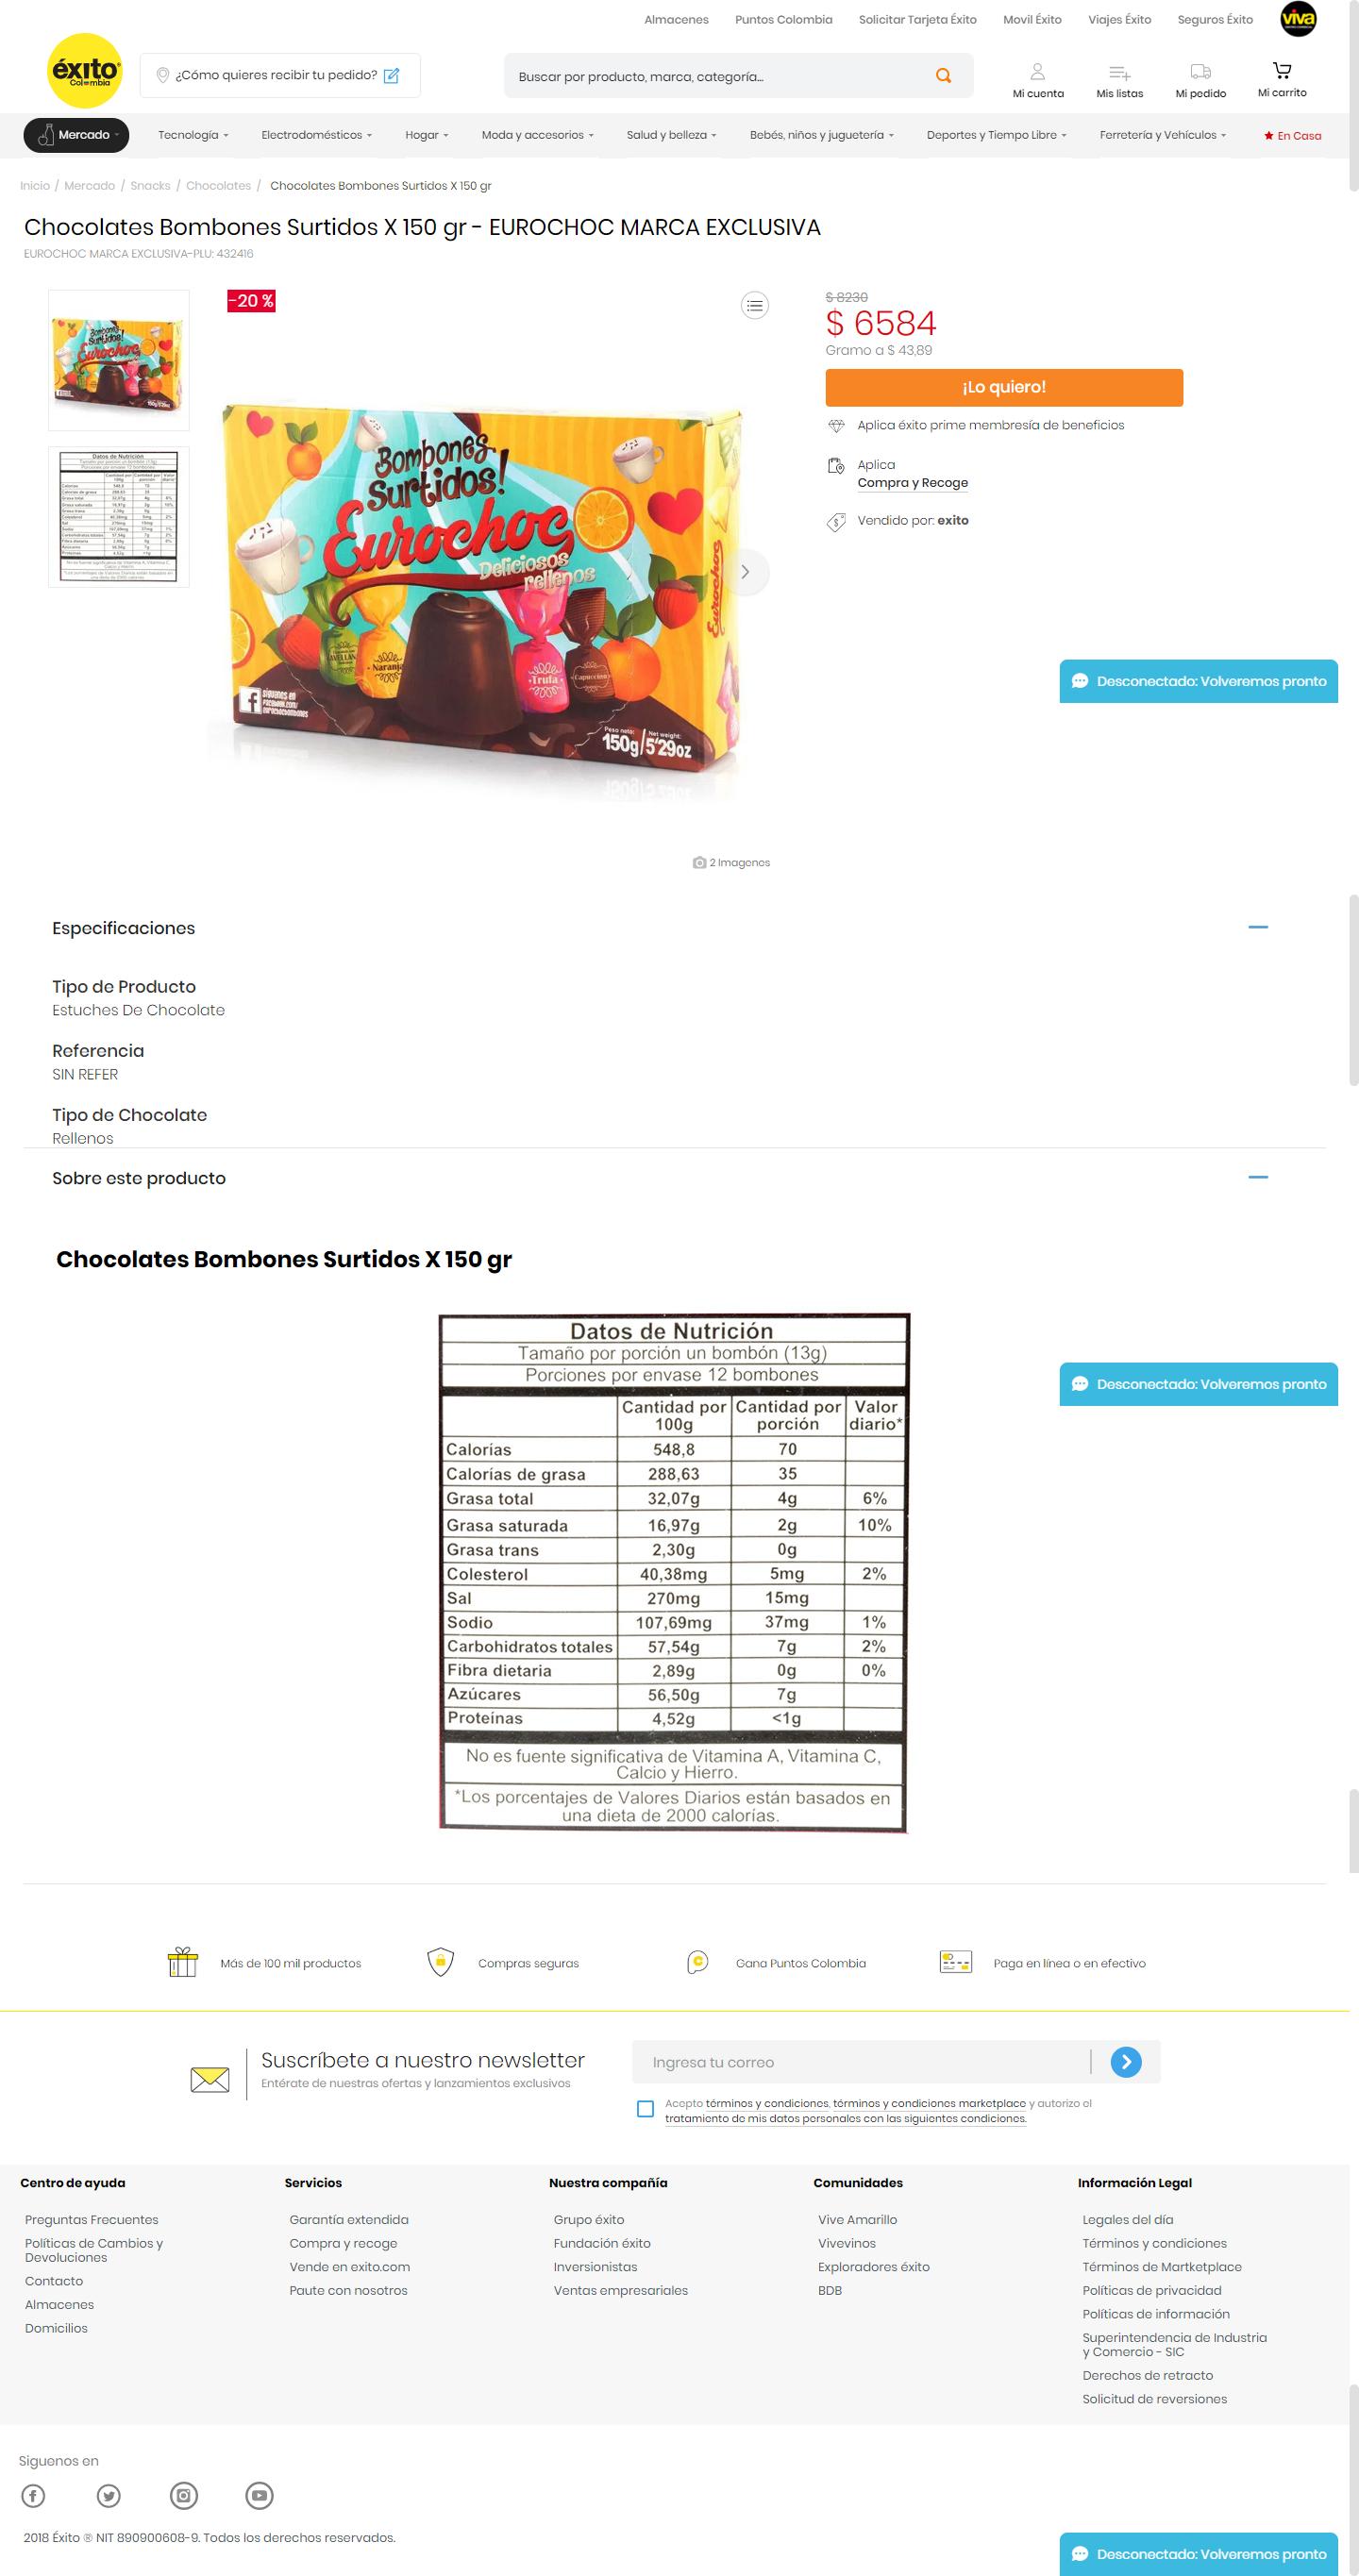 Almacenes Puntos Colombia Solicitar Tarjeta Éxito Movil Éxito Viajes Éxito Seguros Éxito viva
éxito
Colombia
¿Cómo quieres recibir tu pedido?
Buscar por producto, marca, categoría...
Mi cuenta Mis listas Mi pedido Mi carrito
Mercado Tecnología Electrodomésticos Hogar Moda y accesorios Salud y belleza Bebés, niños y juguetería Deportes y Tiempo Libre Ferretería y Vehículos En Casa
Inicio / Mercado / Snacks / Chocolates / Chocolates Bombones Surtidos X 150 gr
Chocolates Bombones Surtidos X 150 gr - EUROCHOC MARCA EXCLUSIVA
EUROCHOC MARCA EXCLUSIVA-PLU: 432416
-20 %
Bombones
Surtidos!
Eurochoc
Deliciosos
rellenos
Eurochoc
AVELLANA
Naranja
Trufa
Capuccino
síguenos en
Facebook.com/
eurochocbombones
Peso neto: Net weight:
150g/5'29oz
2 Imagenes
$ 8230
$ 6584
Gramo a $ 43,89
¡Lo quiero!
Aplica éxito prime membresía de beneficios
Aplica
Compra y Recoge
Vendido por: exito
Desconectado: Volveremos pronto
Especificaciones
Tipo de Producto
Estuches De Chocolate
Referencia
SIN REFER
Tipo de Chocolate
Rellenos
Sobre este producto
Chocolates Bombones Surtidos X 150 gr
Datos de Nutrición
Tamaño por porción un bombón (13g)
Porciones por envase 12 bombones
Cantidad por 100g Cantidad por porción Valor diario*
Calorías 548,8 70
Calorías de grasa 288,63 35
Grasa total 32,07g 4g 6%
Grasa saturada 16,97g 2g 10%
Grasa trans 2,30g 0g
Colesterol 40,38mg 5mg 2%
Sal 270mg 15mg
Sodio 107,69mg 37mg 1%
Carbohidratos totales 57,54g 7g 2%
Fibra dietaria 2,89g 0g 0%
Azúcares 56,50g 7g
Proteinas 4,52g <1g
No es fuente significativa de Vitamina A, Vitamina C,
Calcio y Hierro.
*Los porcentajes de Valores Diarios están basados en
una dieta de 2000 calorías.
Desconectado: Volveremos pronto
Más de 100 mil productos Compras seguras Gana Puntos Colombia Paga en línea o en efectivo
Suscríbete a nuestro newsletter
Entérate de nuestras ofertas y lanzamientos exclusivos
Ingresa tu correo
Acepto términos y condiciones, términos y condiciones marketplace y autorizo el
tratamiento de mis datos personales con las siguientes condiciones.
Centro de ayuda
Preguntas Frecuentes
Políticas de Cambios y
Devoluciones
Contacto
Almacenes
Domicilios
Servicios
Garantía extendida
Compra y recoge
Vende en exito.com
Paute con nosotros
Nuestra compañía
Grupo éxito
Fundación éxito
Inversionistas
Ventas empresariales
Comunidades
Vive Amarillo
Vivevinos
Exploradores éxito
BDB
Información Legal
Legales del día
Términos y condiciones
Términos de Martketplace
Políticas de privacidad
Políticas de información
Superintendencia de Industria
y Comercio - SIC
Derechos de retracto
Solicitud de reversiones
Siguenos en
2018 Éxito ® NIT 890900608-9. Todos los derechos reservados.
Desconectado: Volveremos pronto